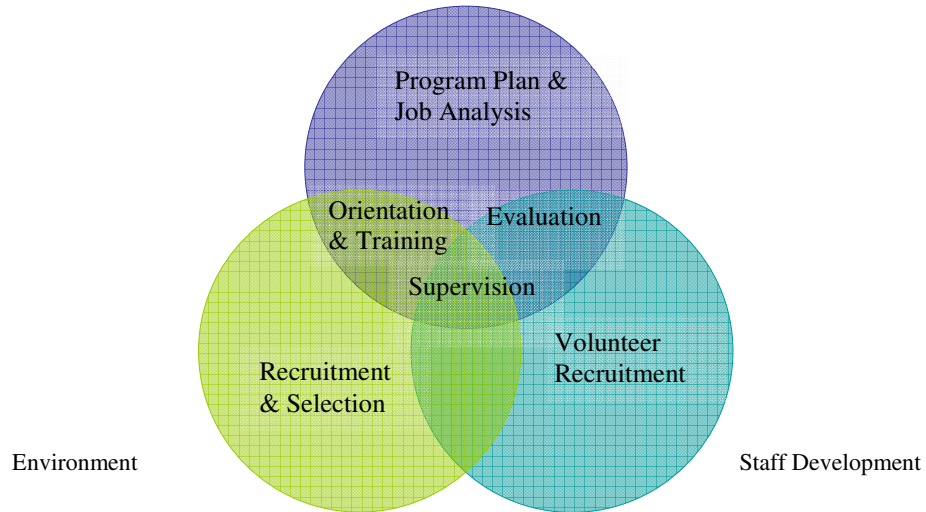 Program Plan &
Job Analysis
Orientation
& Training
Evaluation
Supervision
Volunteer
Recruitment
Recruitment
& Selection
Environment
Staff Development